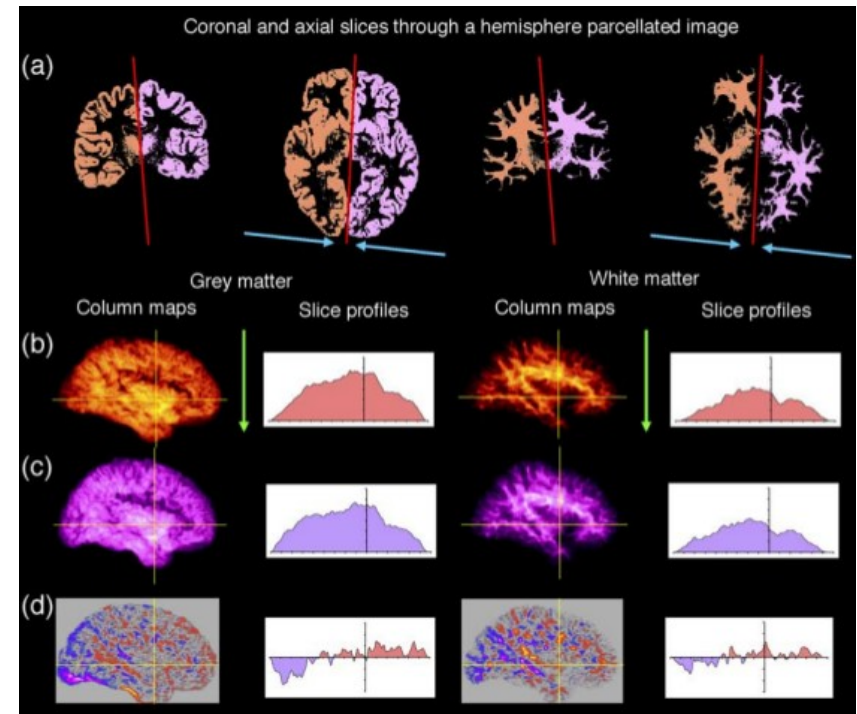 Coronal and axial slices through a hemisphere parcellated image
(a)
Grey matter
White matter
Column maps
Slice profiles
Column maps
Slice profiles
(b)
(c)
(d)